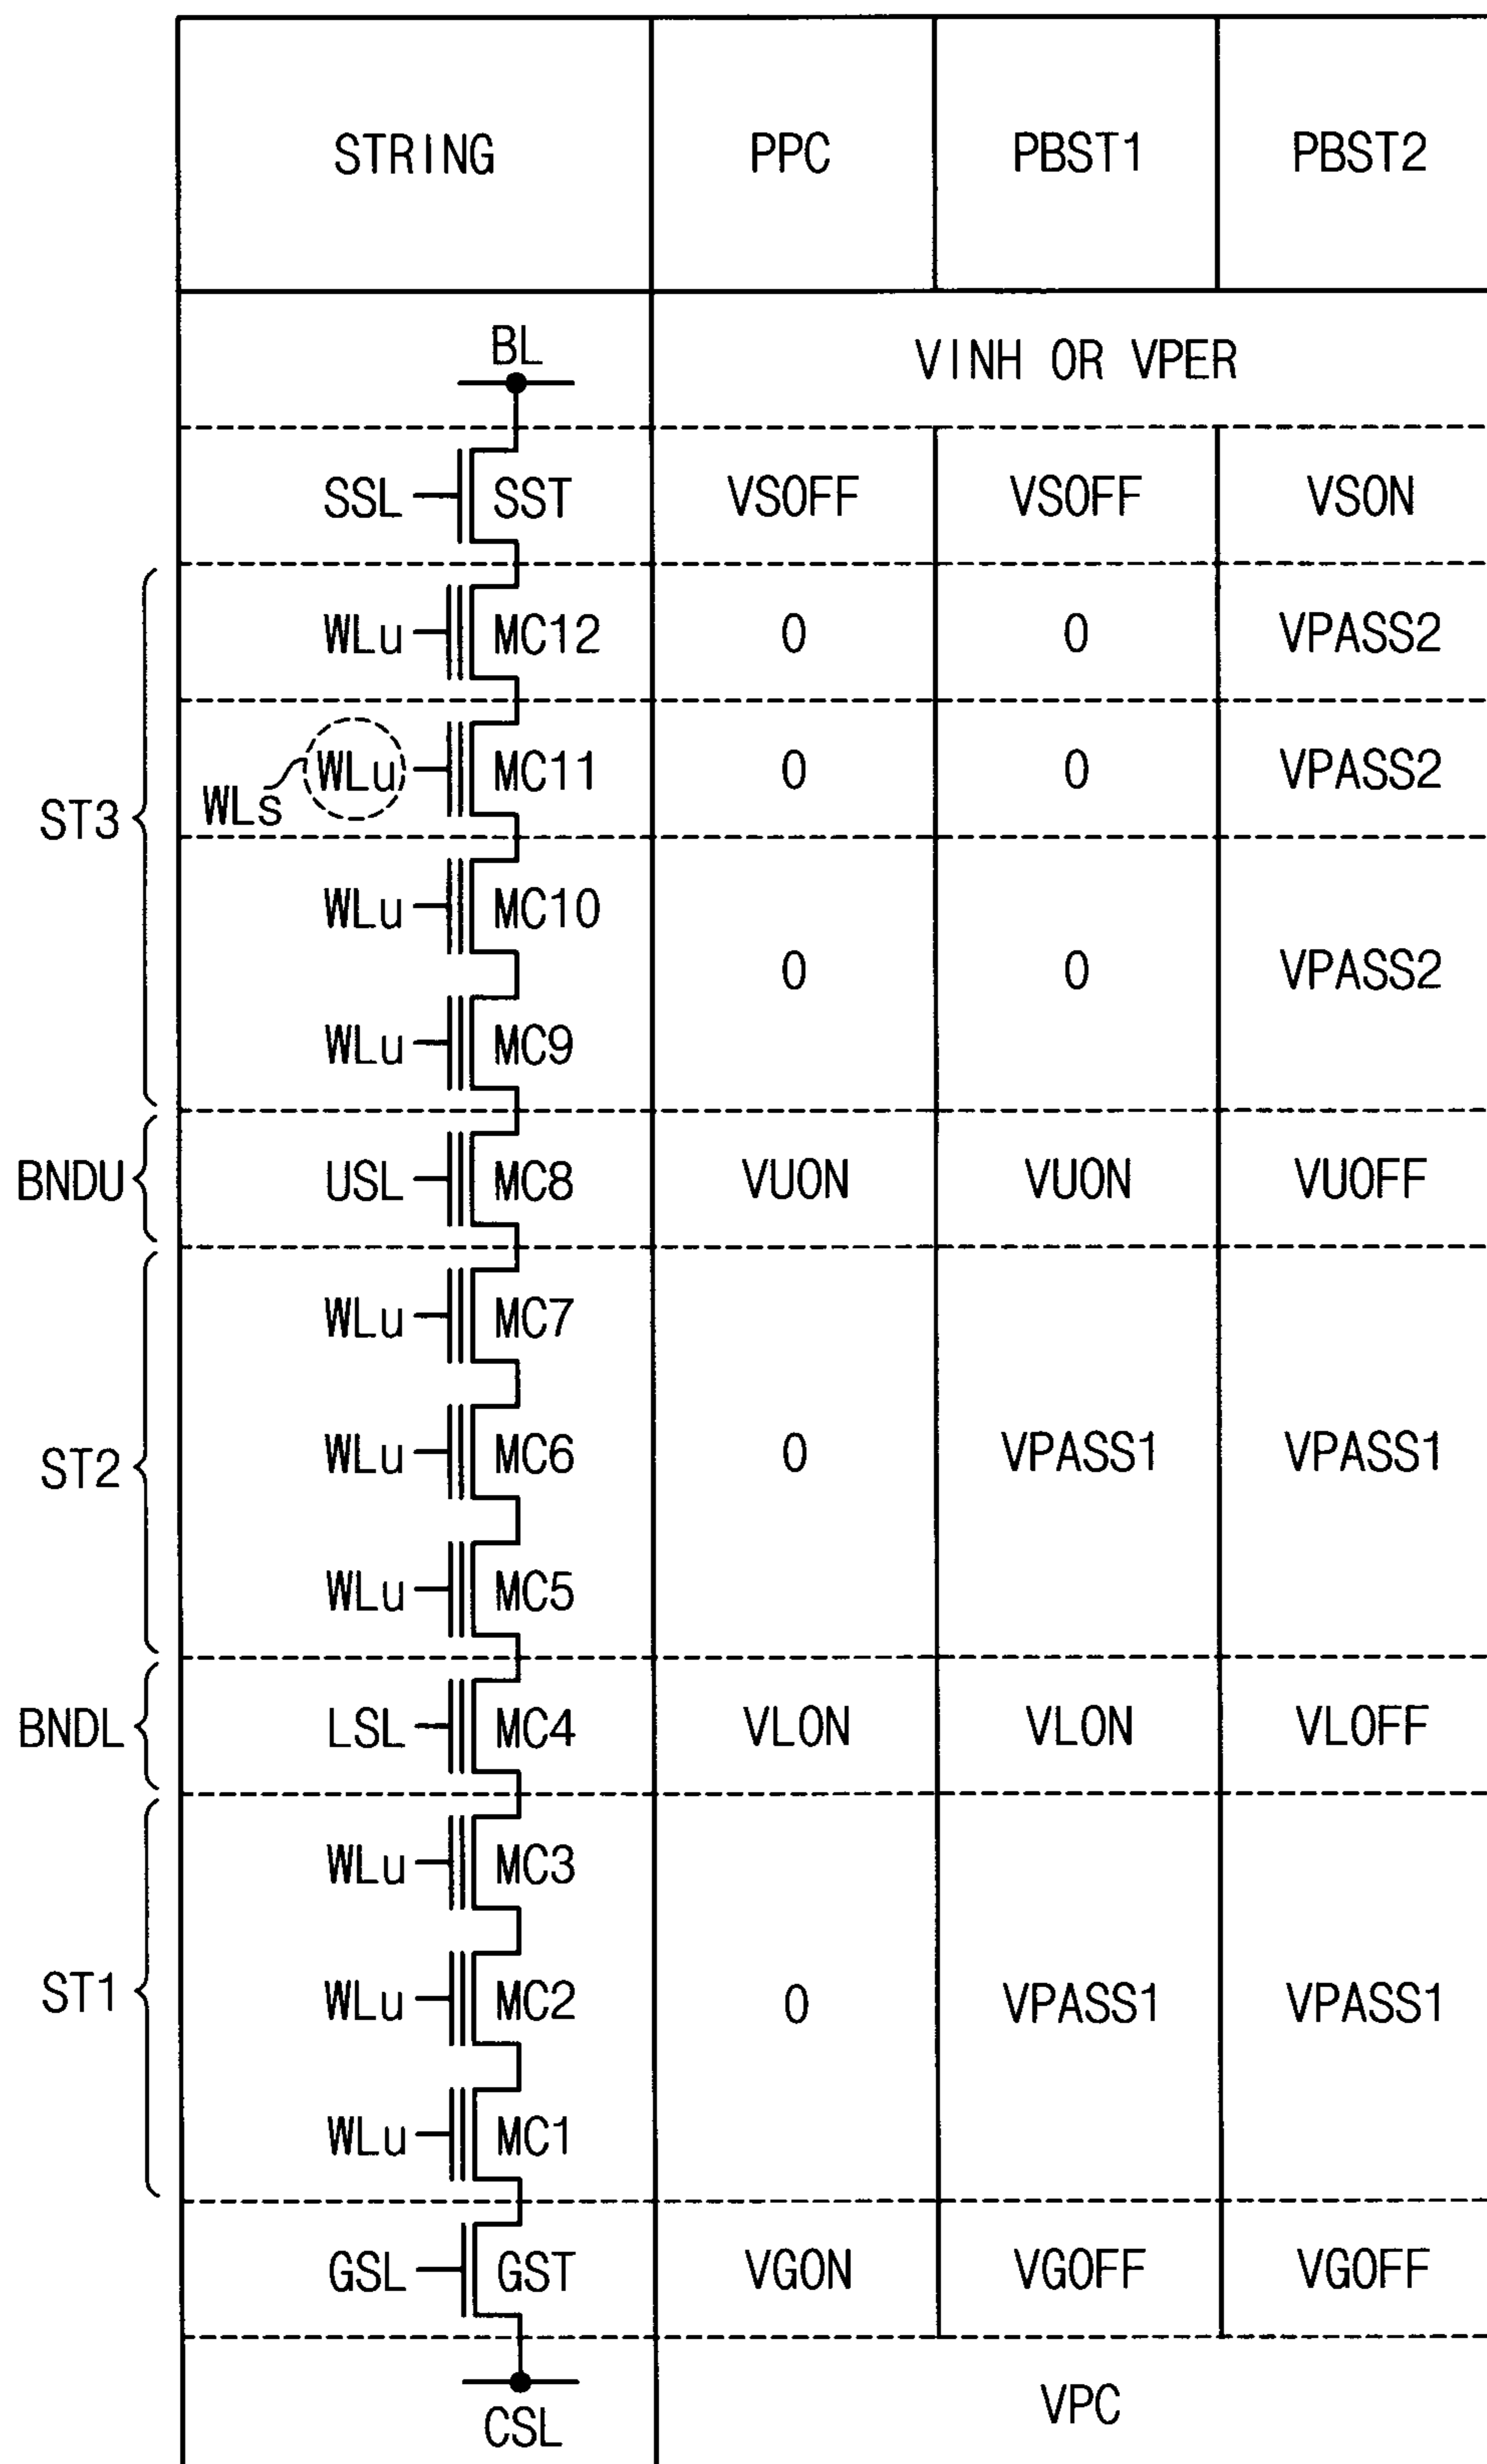 STRING PPC PBST1 PBST2
BL VINH OR VPER
SSL SST VSOFF VSOFF VSON
WLu MC12 0 0 VPASS2
WLu MC11 0 0 VPASS2
ST3 WLs
WLu MC10
0 0 VPASS2
WLu MC9
BNDU USL MC8 VUON VUON VUOFF
WLu MC7
ST2 WLu MC6 0 VPASS1 VPASS1
WLu MC5
BNDL LSL MC4 VLON VLON VLOFF
WLu MC3
ST1 WLu MC2 0 VPASS1 VPASS1
WLu MC1
GSL GST VGON VGOFF VGOFF
CSL VPC